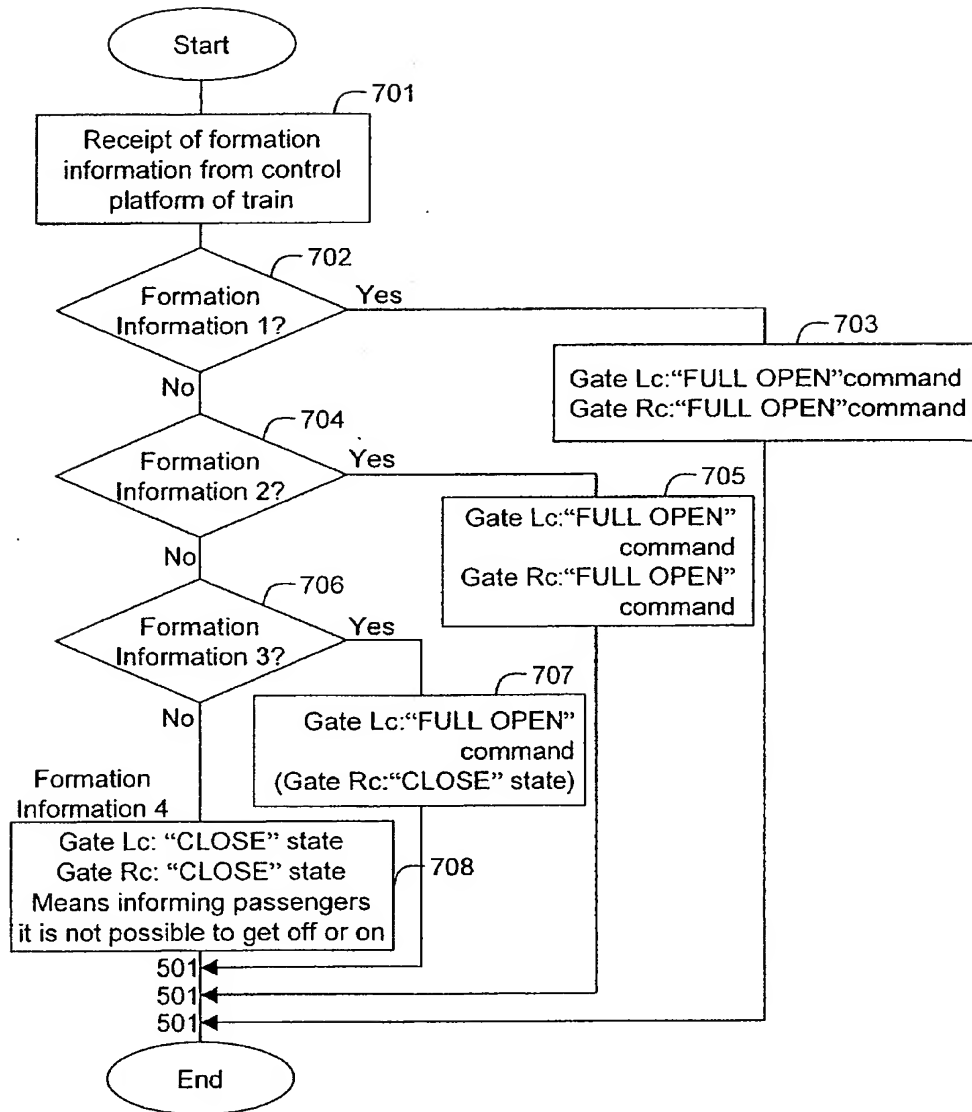 Start
701
Receipt of formation
information from control
platform of train
702
Formation
Information 1?
Yes
No
703
Gate Lc:“FULL OPEN”command
Gate Rc:“FULL OPEN”command
704
Formation
Information 2?
Yes
No
705
Gate Lc:“FULL OPEN”
command
Gate Rc:“FULL OPEN”
command
706
Formation
Information 3?
Yes
No
707
Gate Lc:“FULL OPEN”
command
(Gate Rc:“CLOSE” state)
Formation
Information 4
Gate Lc: “CLOSE” state
Gate Rc: “CLOSE” state
Means informing passengers
it is not possible to get off or on
708
501
501
501
End